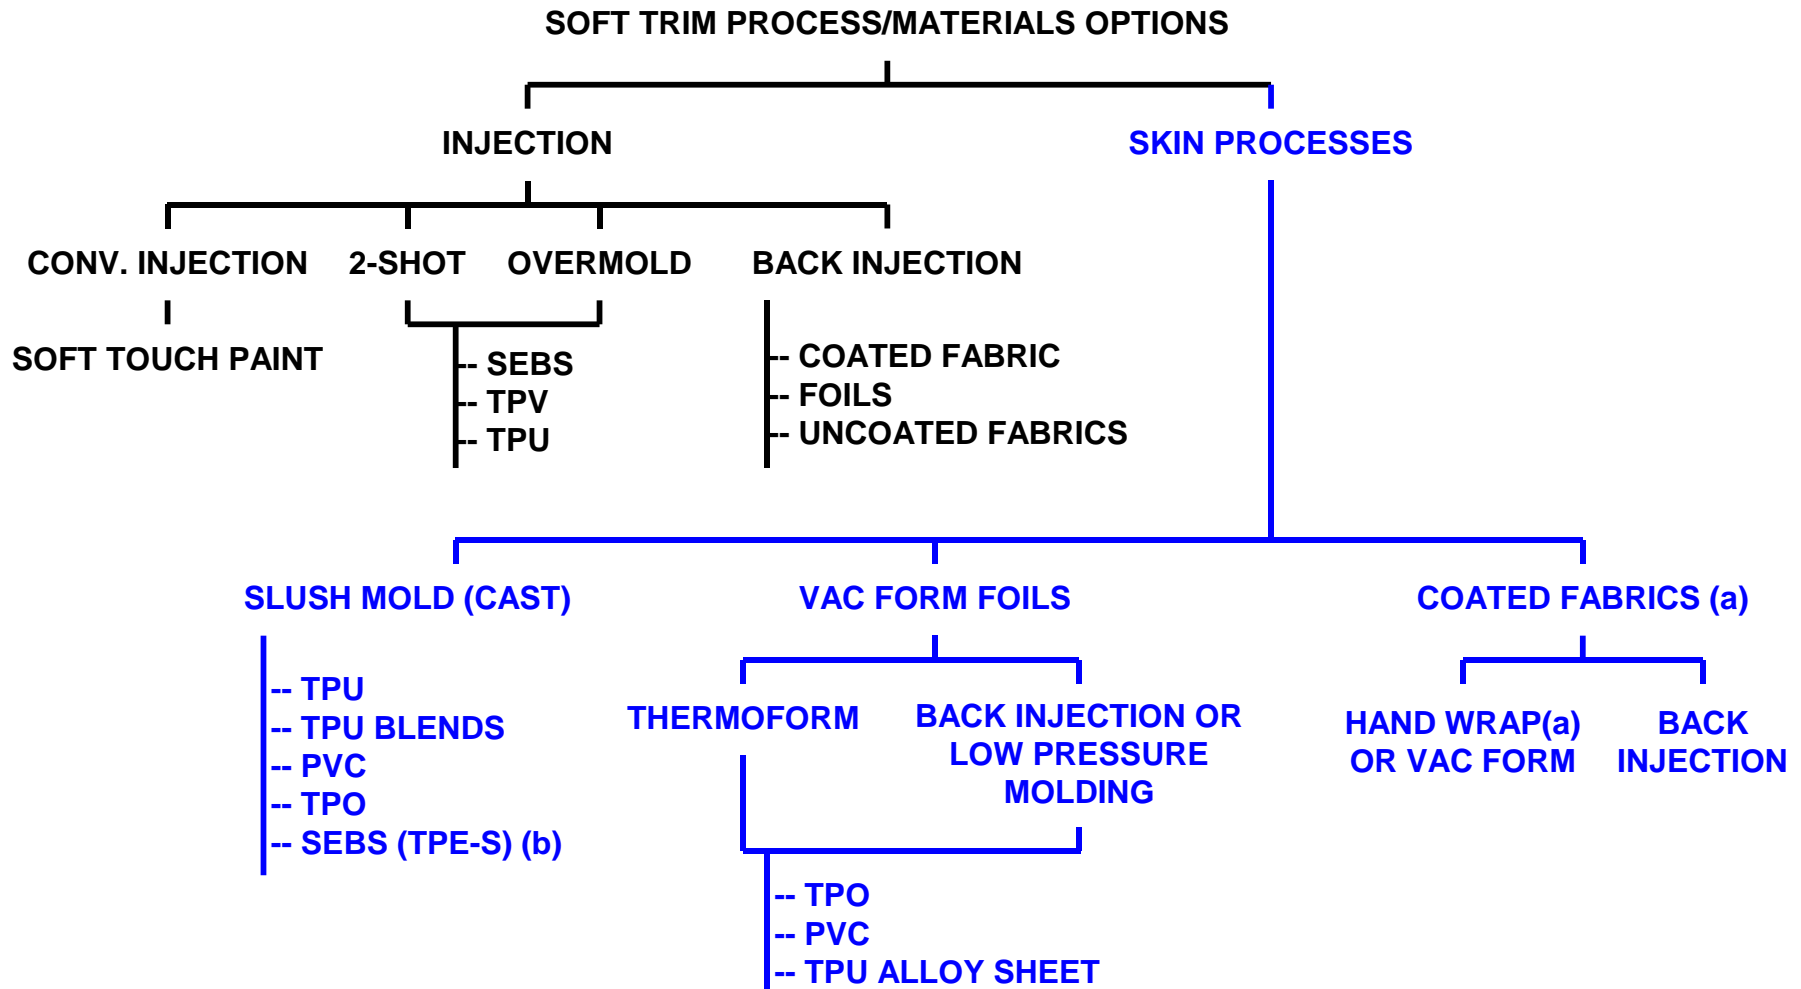 SOFT TRIM PROCESS/MATERIALS OPTIONS
INJECTION
SKIN PROCESSES
CONV. INJECTION
2-SHOT
OVERMOLD
BACK INJECTION
SOFT TOUCH PAINT
-- SEBS
-- TPV
-- TPU
-- COATED FABRIC
-- FOILS
-- UNCOATED FABRICS
SLUSH MOLD (CAST)
VAC FORM FOILS
COATED FABRICS (a)
-- TPU
-- TPU BLENDS
-- PVC
-- TPO
-- SEBS (TPE-S) (b)
THERMOFORM
BACK INJECTION OR
LOW PRESSURE
MOLDING
HAND WRAP(a)
OR VAC FORM
BACK
INJECTION
-- TPO
-- PVC
-- TPU ALLOY SHEET